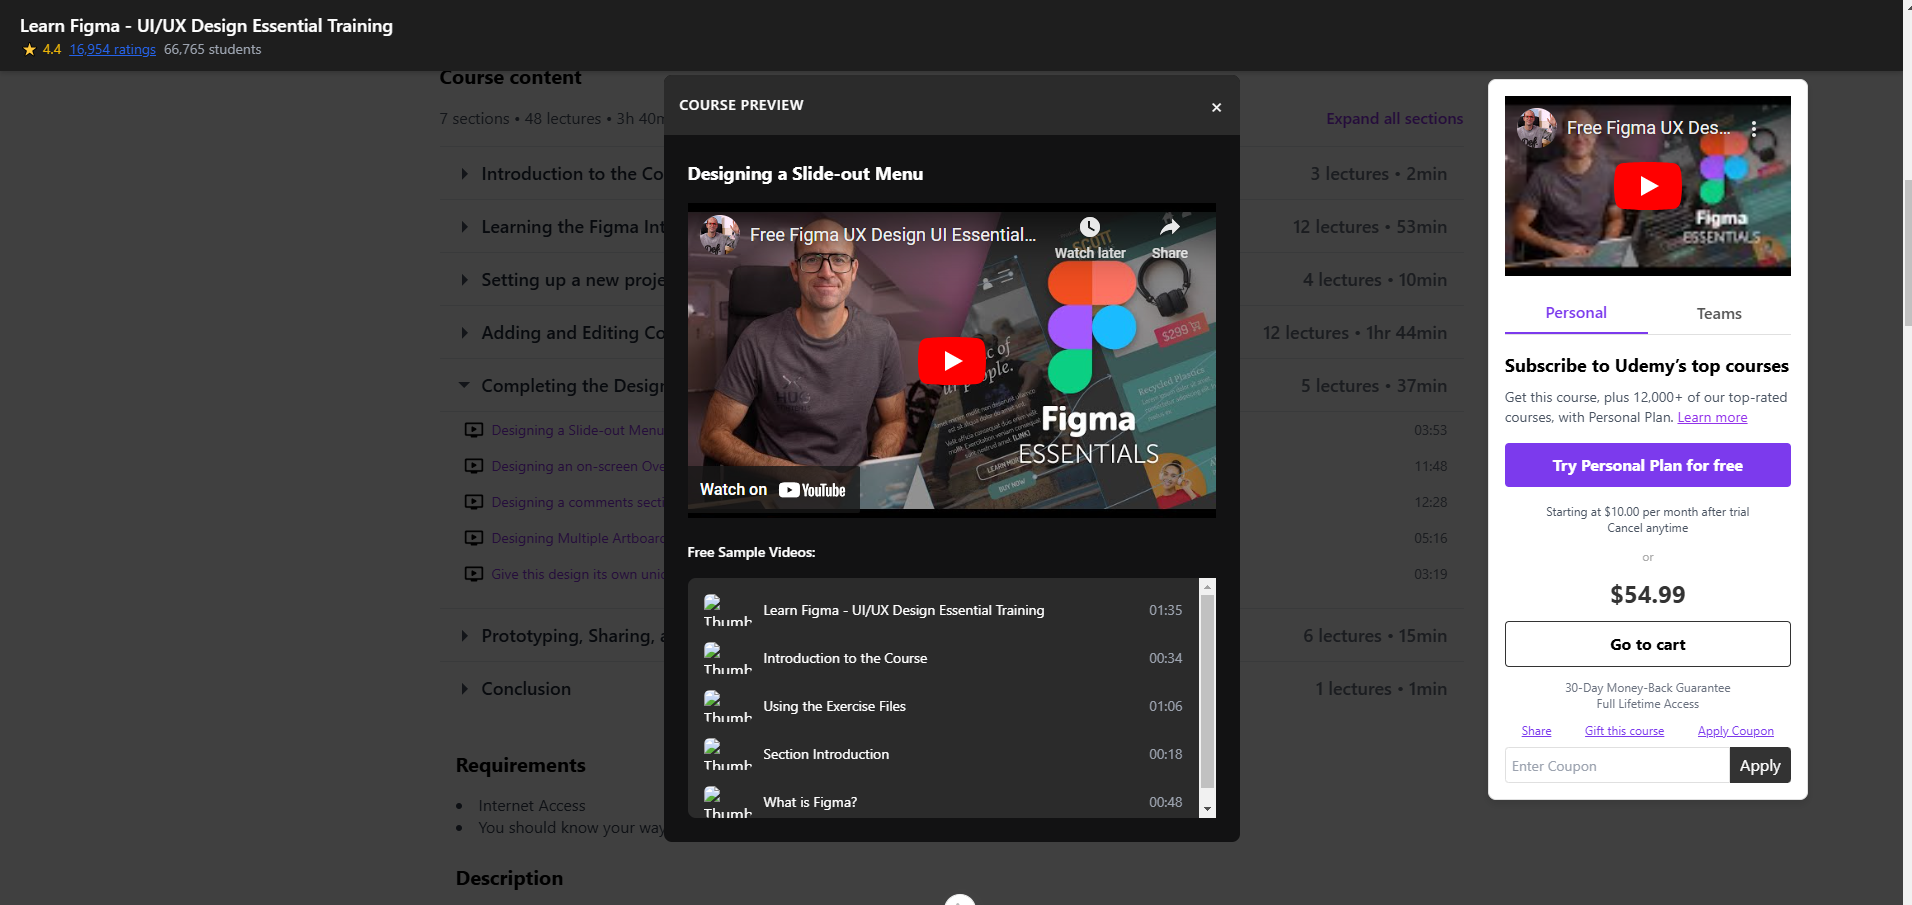 Learn Figma - UI/UX Design Essential Training
4.4 16,954 ratings 66,765 students
Course content
7 sections • 48 lectures • 3h 40m
Expand all sections
Introduction to the Co
3 lectures • 2min
Learning the Figma Int
12 lectures • 53min
Setting up a new proje
4 lectures • 10min
Adding and Editing Co
12 lectures • 1hr 44min
Completing the Design
5 lectures • 37min
Designing a Slide-out Menu
03:53
Designing an on-screen Ove
11:48
Designing a comments secti
12:28
Designing Multiple Artboard
05:16
Give this design its own uni
03:19
Prototyping, Sharing, a
6 lectures • 15min
Conclusion
1 lectures • 1min
Requirements
Internet Access
You should know your way
Description
COURSE PREVIEW
×
Designing a Slide-out Menu
Free Figma UX Design UI Essential...
Watch later
Share
$299
Recycled Plastics
LEARN MORE
BUY NOW
Figma
ESSENTIALS
Watch on YouTube
Free Sample Videos:
Thumb
Learn Figma - UI/UX Design Essential Training
01:35
Thumb
Introduction to the Course
00:34
Thumb
Using the Exercise Files
01:06
Thumb
Section Introduction
00:18
Thumb
What is Figma?
00:48
Free Figma UX Des...
Figma
ESSENTIALS
Personal
Teams
Subscribe to Udemy’s top courses
Get this course, plus 12,000+ of our top-rated
courses, with Personal Plan. Learn more
Try Personal Plan for free
Starting at $10.00 per month after trial
Cancel anytime
or
$54.99
Go to cart
30-Day Money-Back Guarantee
Full Lifetime Access
Share
Gift this course
Apply Coupon
Enter Coupon
Apply